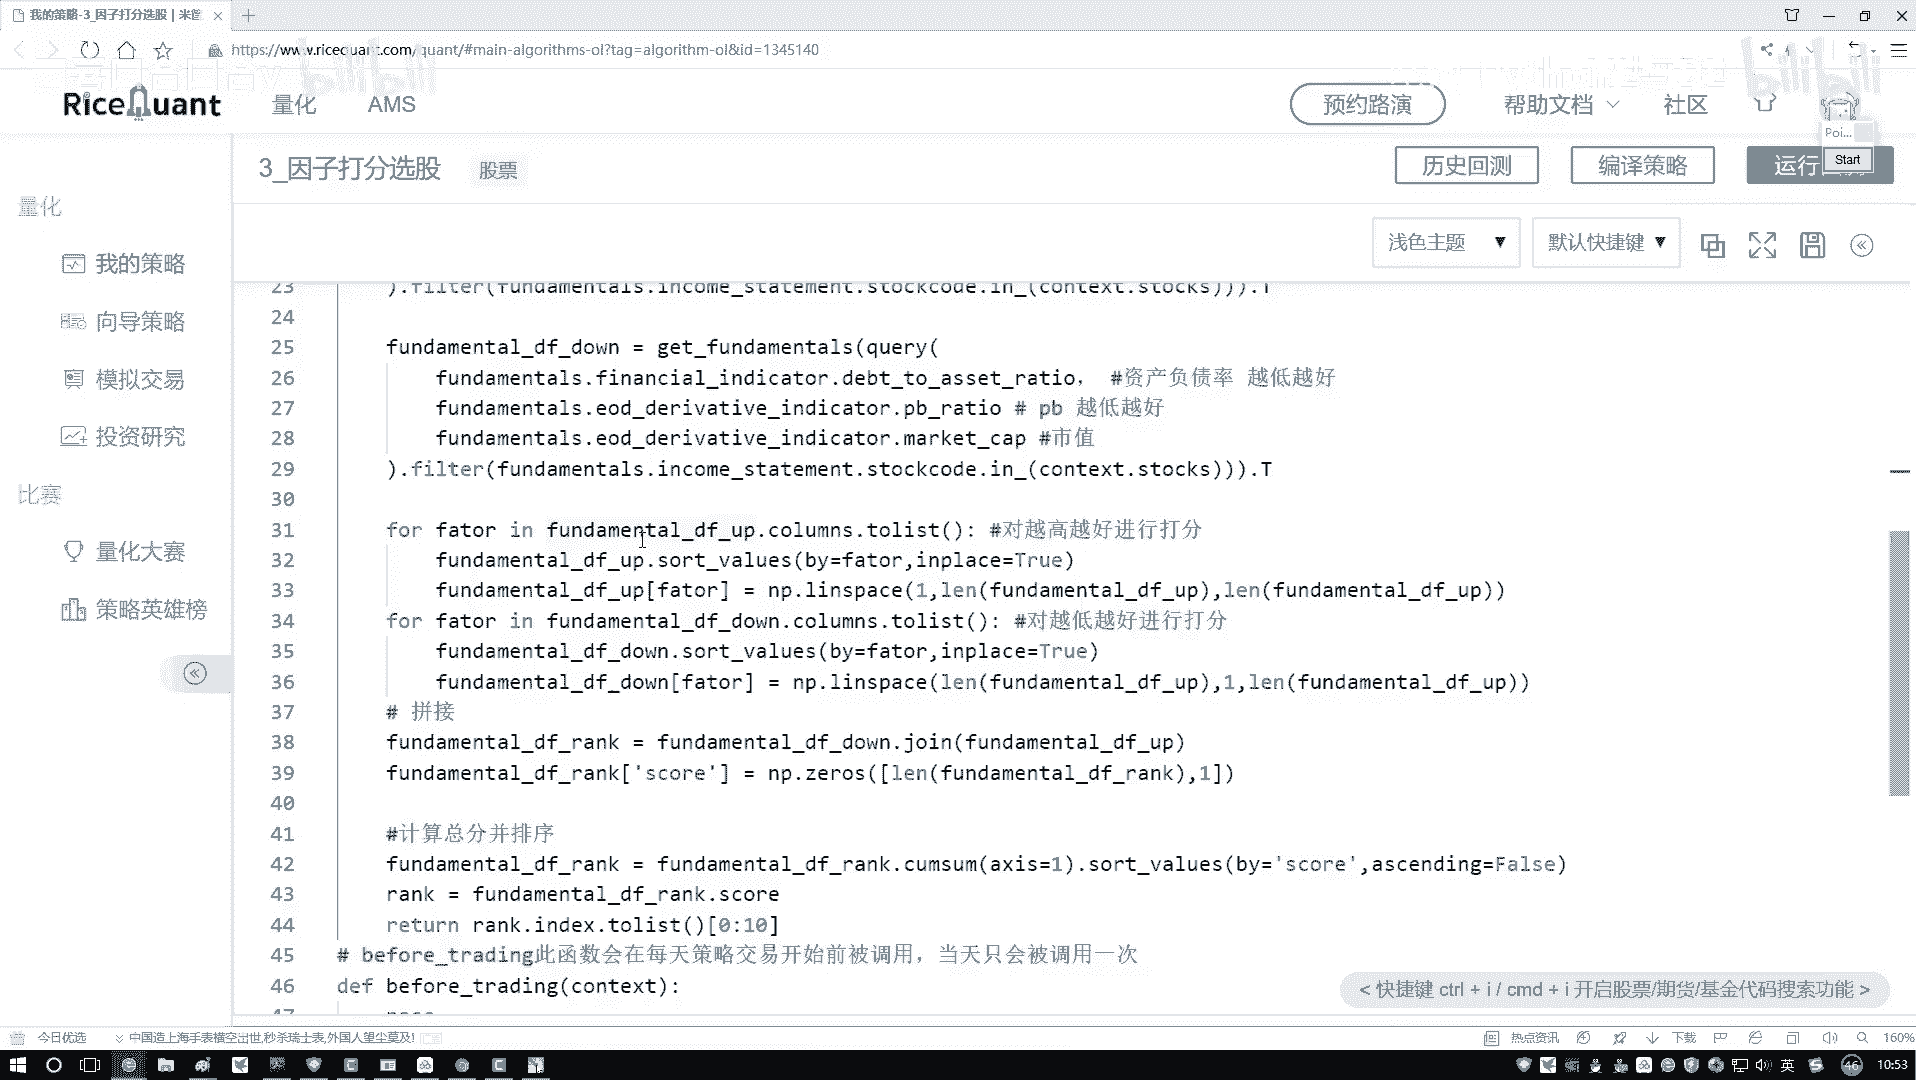 我的策略-3_因子打分选股 | 米筐
https://www.ricequant.com/quant/#main-algorithms-ol?tag=algorithm-ol&id=1345140
bilibili
bilibili
RiceQuant 量化 AMS 预约路演 帮助文档 社区
Poi...
Start
3_因子打分选股 股票 历史回测 编译策略 运行
浅色主题 ▼ 默认快捷键 ▼
量化
我的策略
向导策略
模拟交易
投资研究
比赛
量化大赛
策略英雄榜
23 ).filter(fundamentals.income_statement.stockcode.in_(context.stocks))).T
24
25 fundamental_df_down = get_fundamentals(query(
26 fundamentals.financial_indicator.debt_to_asset_ratio， #资产负债率 越低越好
27 fundamentals.eod_derivative_indicator.pb_ratio # pb 越低越好
28 fundamentals.eod_derivative_indicator.market_cap #市值
29 ).filter(fundamentals.income_statement.stockcode.in_(context.stocks))).T
30
31 for fator in fundamental_df_up.columns.tolist(): #对越高越好进行打分
32 fundamental_df_up.sort_values(by=fator,inplace=True)
33 fundamental_df_up[fator] = np.linspace(1,len(fundamental_df_up),len(fundamental_df_up))
34 for fator in fundamental_df_down.columns.tolist(): #对越低越好进行打分
35 fundamental_df_down.sort_values(by=fator,inplace=True)
36 fundamental_df_down[fator] = np.linspace(len(fundamental_df_up),1,len(fundamental_df_up))
37 # 拼接
38 fundamental_df_rank = fundamental_df_down.join(fundamental_df_up)
39 fundamental_df_rank['score'] = np.zeros([len(fundamental_df_rank),1])
40
41 #计算总分并排序
42 fundamental_df_rank = fundamental_df_rank.cumsum(axis=1).sort_values(by='score',ascending=False)
43 rank = fundamental_df_rank.score
44 return rank.index.tolist()[0:10]
45 # before_trading此函数会在每天策略交易开始前被调用，当天只会被调用一次
46 def before_trading(context):
47
< 快捷键 ctrl + i / cmd + i 开启股票/期货/基金代码搜索功能 >
今日优选 中国造上海手表横空出世,秒杀瑞士表,外国人望尘莫及! 热点资讯 下载 160%
英 46 10:53